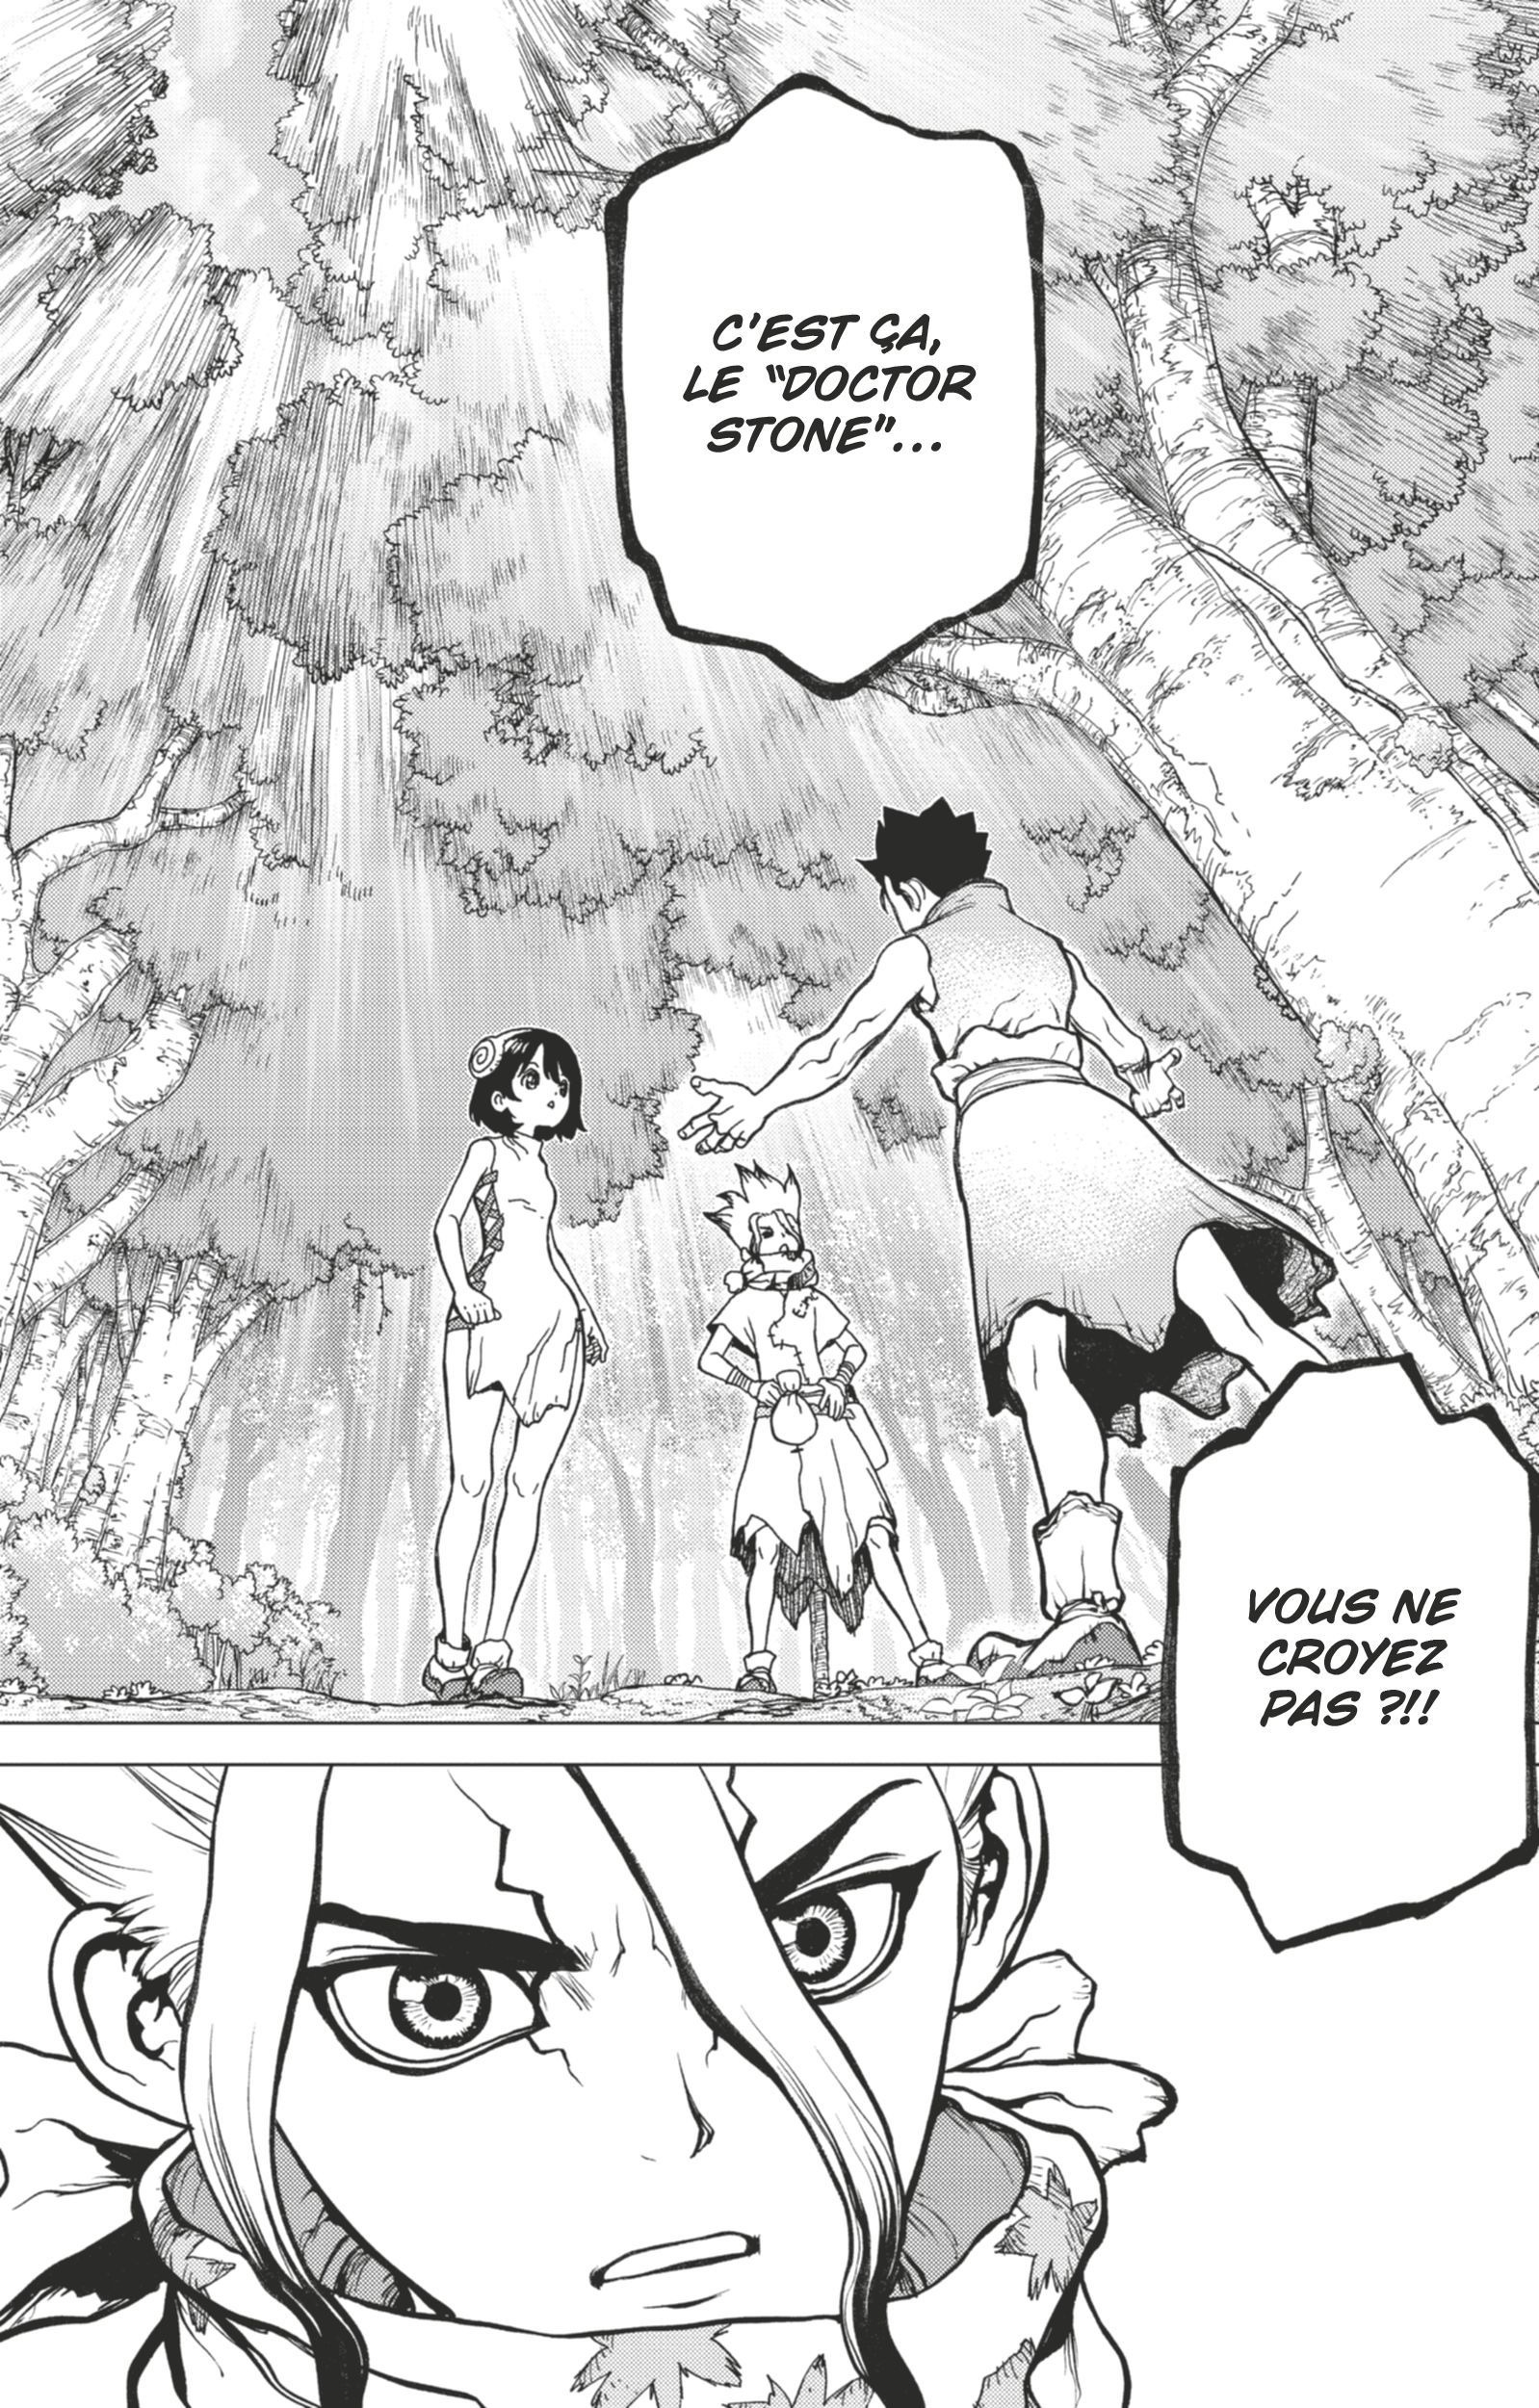 C'EST ÇA,
LE "DOCTOR
STONE"...
VOUS NE
CROYEZ
PAS ?!!